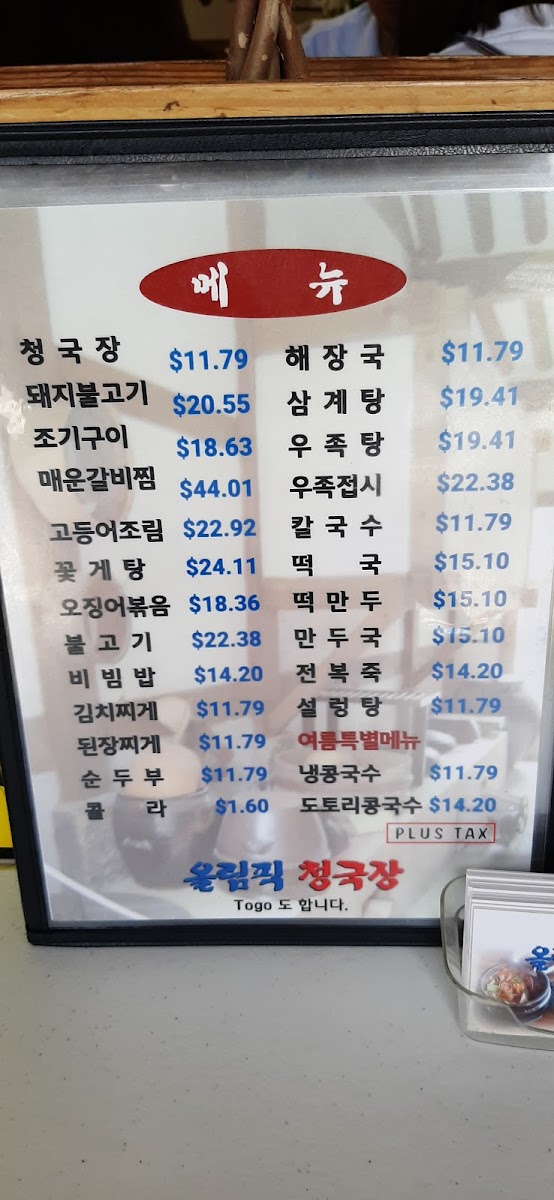 메 뉴
청 국 장 $11.79
돼지불고기 $20.55
조기구이 $18.63
매운갈비찜 $44.01
고등어조림 $22.92
꽃 게 탕 $24.11
오징어볶음 $18.36
불 고 기 $22.38
비 빔 밥 $14.20
김치찌게 $11.79
된장찌게 $11.79
순 두 부 $11.79
콜 라 $1.60
해 장 국 $11.79
삼 계 탕 $19.41
우 족 탕 $19.41
우족접시 $22.38
칼 국 수 $11.79
떡 국 $15.10
떡 만 두 $15.10
만 두 국 $15.10
전 복 죽 $14.20
설 렁 탕 $11.79
여름특별메뉴
냉콩국수 $11.79
도토리콩국수 $14.20
PLUS TAX
올림픽 청국장
Togo 도 합니다.
올